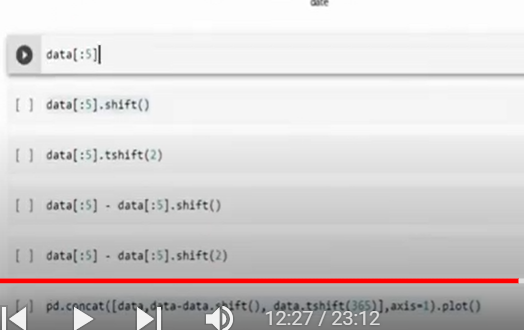 date
data[:5]
[ ] data[:5].shift()
[ ] data[:5].tshift(2)
[ ] data[:5] - data[:5].shift()
[ ] data[:5] - data[:5].shift(2)
[ ] pd.concat([data,data-data.shift(), data.tshift(365)],axis=1).plot()
12:27 / 23:12